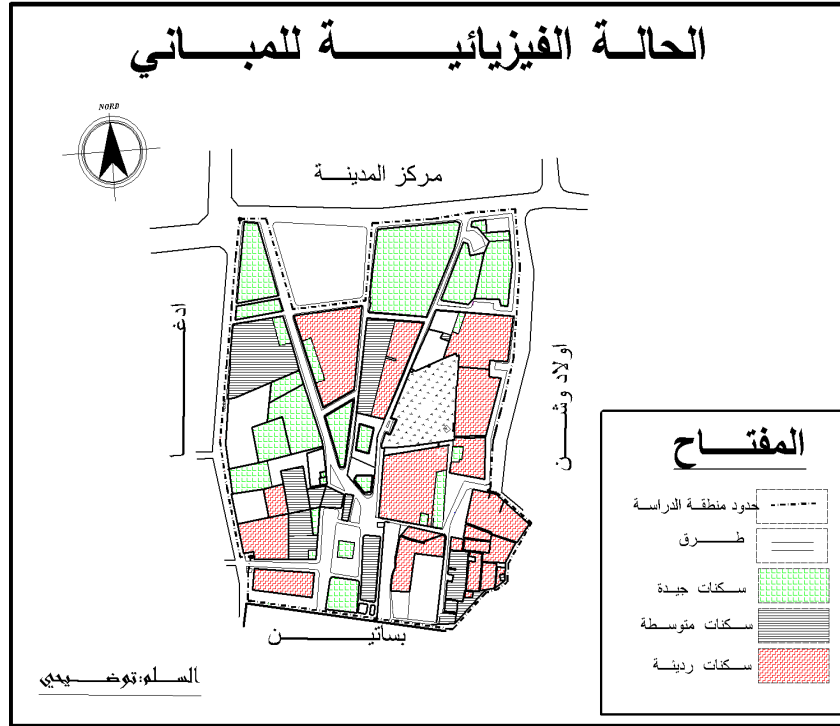 الحالة الفيزيائية للمباني
NORD
مركز المدينة
ادغا
اولاد وشن
بساتين
المفتاح
حدود منطقة الدراسة
طرق
سكنات جيدة
سكنات متوسطة
سكنات رديئة
السلم:توضيحي